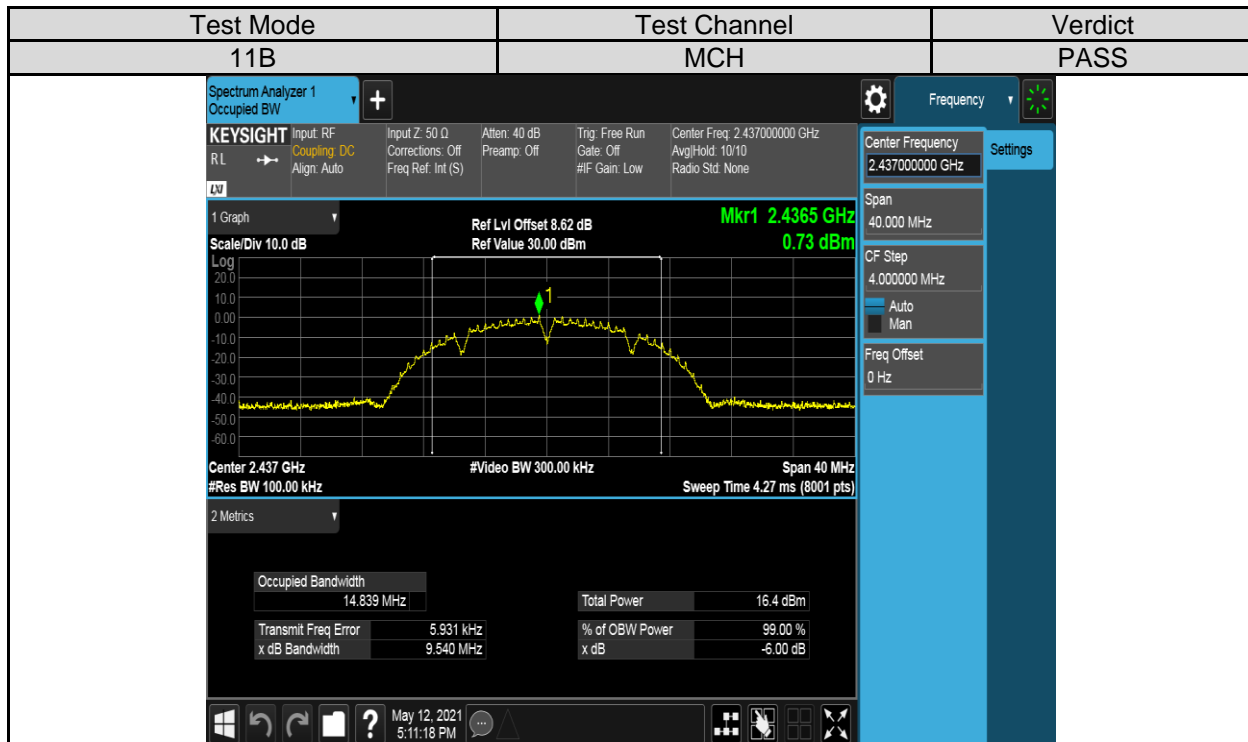 Test Mode Test Channel Verdict
11B MCH PASS
Spectrum Analyzer 1
Occupied BW
Frequency
KEYSIGHT Input: RF Input Z: 50 Ω Atten: 40 dB Trig: Free Run Center Freq: 2.437000000 GHz
RL Coupling: DC Corrections: Off Preamp: Off Gate: Off Avg|Hold: 10/10
Align: Auto Freq Ref: Int (S) #IF Gain: Low Radio Std: None
LXI
Center Frequency
2.437000000 GHz
Settings
Span
40.000 MHz
CF Step
4.000000 MHz
Auto
Man
Freq Offset
0 Hz
1 Graph Ref Lvl Offset 8.62 dB Mkr1 2.4365 GHz
Scale/Div 10.0 dB Ref Value 30.00 dBm 0.73 dBm
Log
20.0
10.0
0.00
-10.0
-20.0
-30.0
-40.0
-50.0
-60.0
1
Center 2.437 GHz #Video BW 300.00 kHz Span 40 MHz
#Res BW 100.00 kHz Sweep Time 4.27 ms (8001 pts)
2 Metrics
Occupied Bandwidth
14.839 MHz Total Power 16.4 dBm
Transmit Freq Error 5.931 kHz % of OBW Power 99.00 %
x dB Bandwidth 9.540 MHz x dB -6.00 dB
May 12, 2021
5:11:18 PM